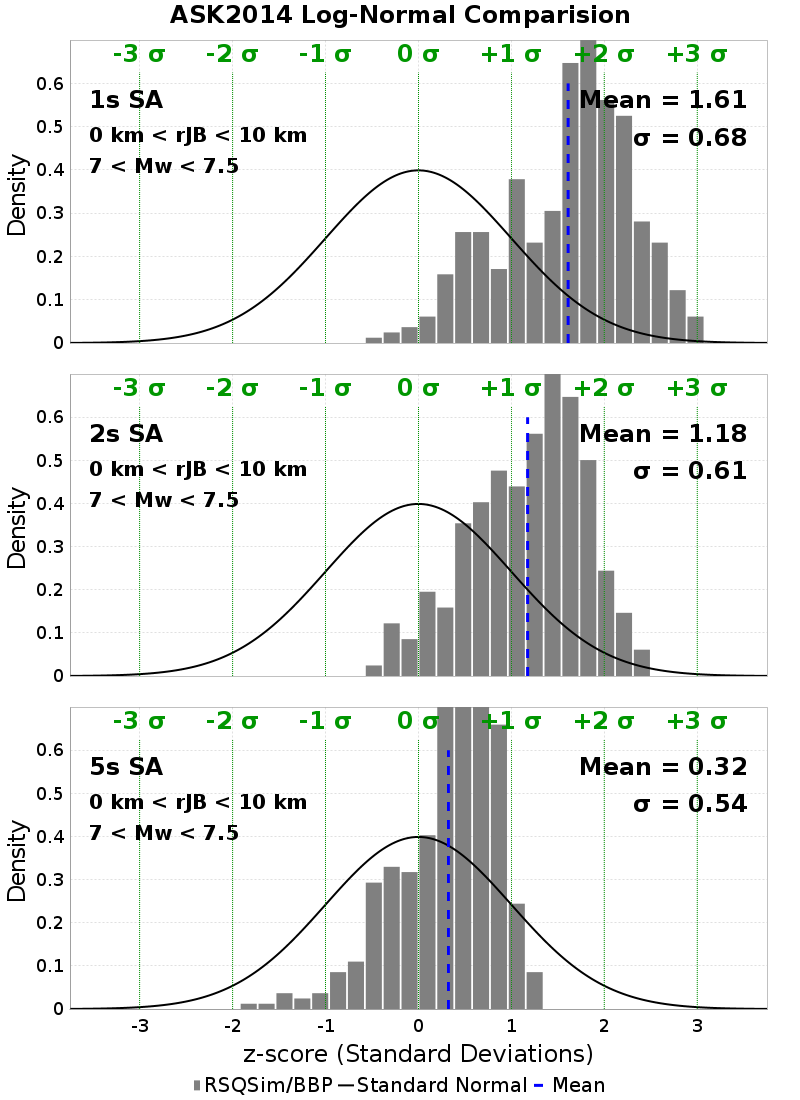 ASK2014 Log-Normal Comparision
-3 σ -2 σ -1 σ 0 σ +1 σ +2 σ +3 σ
1s SA
0 km < rJB < 10 km
7 < Mw < 7.5
Mean = 1.61
σ = 0.68
0.6
0.5
0.4
0.3
0.2
0.1
0
Density
-3 σ -2 σ -1 σ 0 σ +1 σ +2 σ +3 σ
2s SA
0 km < rJB < 10 km
7 < Mw < 7.5
Mean = 1.18
σ = 0.61
0.6
0.5
0.4
0.3
0.2
0.1
0
Density
-3 σ -2 σ -1 σ 0 σ +1 σ +2 σ +3 σ
5s SA
0 km < rJB < 10 km
7 < Mw < 7.5
Mean = 0.32
σ = 0.54
0.6
0.5
0.4
0.3
0.2
0.1
0
Density
-3 -2 -1 0 1 2 3
z-score (Standard Deviations)
RSQSim/BBP Standard Normal Mean